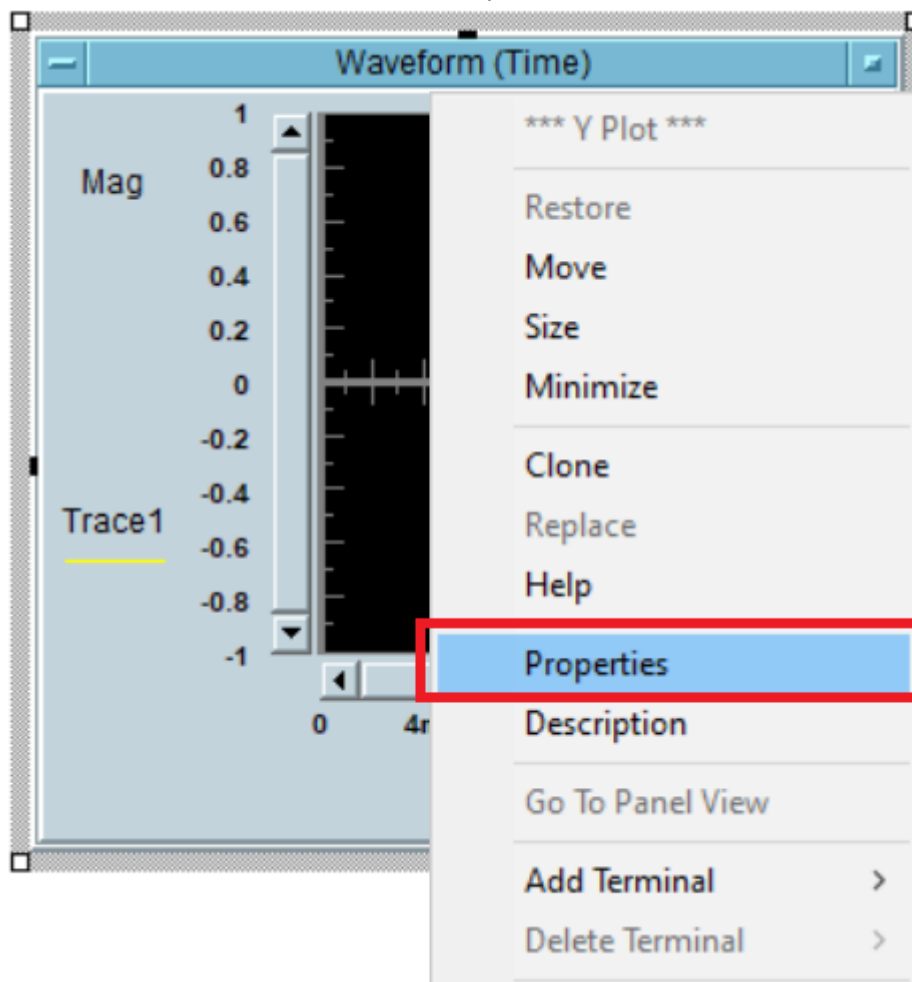 Waveform (Time)
Mag
Trace1
1
0.8
0.6
0.4
0.2
0
-0.2
-0.4
-0.6
-0.8
-1
0
*** Y Plot ***
Restore
Move
Size
Minimize
Clone
Replace
Help
Properties
Description
Go To Panel View
Add Terminal
Delete Terminal